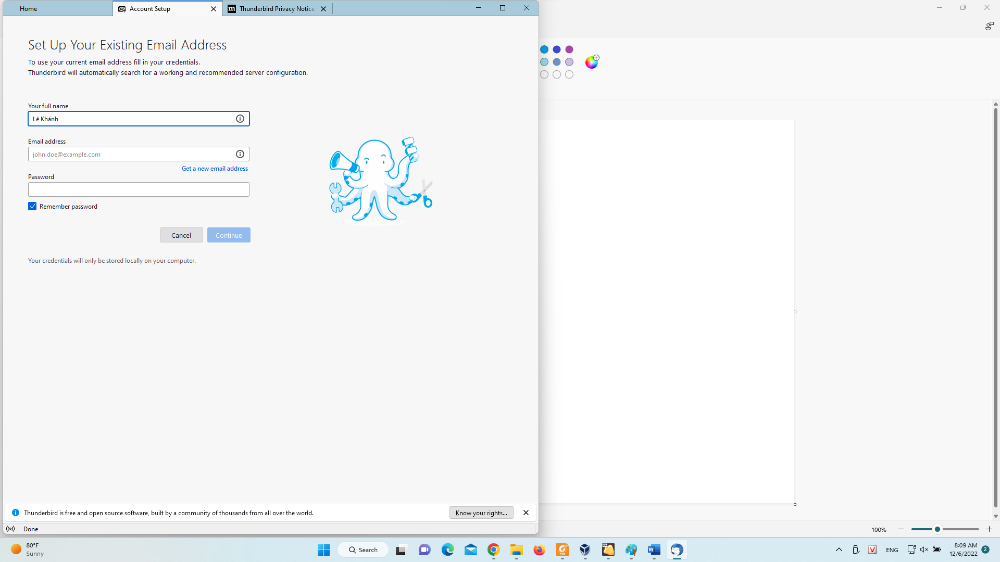 Home
Account Setup
Thunderbird Privacy Notice
Set Up Your Existing Email Address
To use your current email address fill in your credentials.
Thunderbird will automatically search for a working and recommended server configuration.
Your full name
Lê Khánh
Email address
john.doe@example.com
Get a new email address
Password
Remember password
Cancel
Continue
Your credentials will only be stored locally on your computer.
Thunderbird is free and open source software, built by a community of thousands from all over the world.
Know your rights...
Done
100%
80°F
Sunny
Search
ENG
8:09 AM
12/6/2022
2